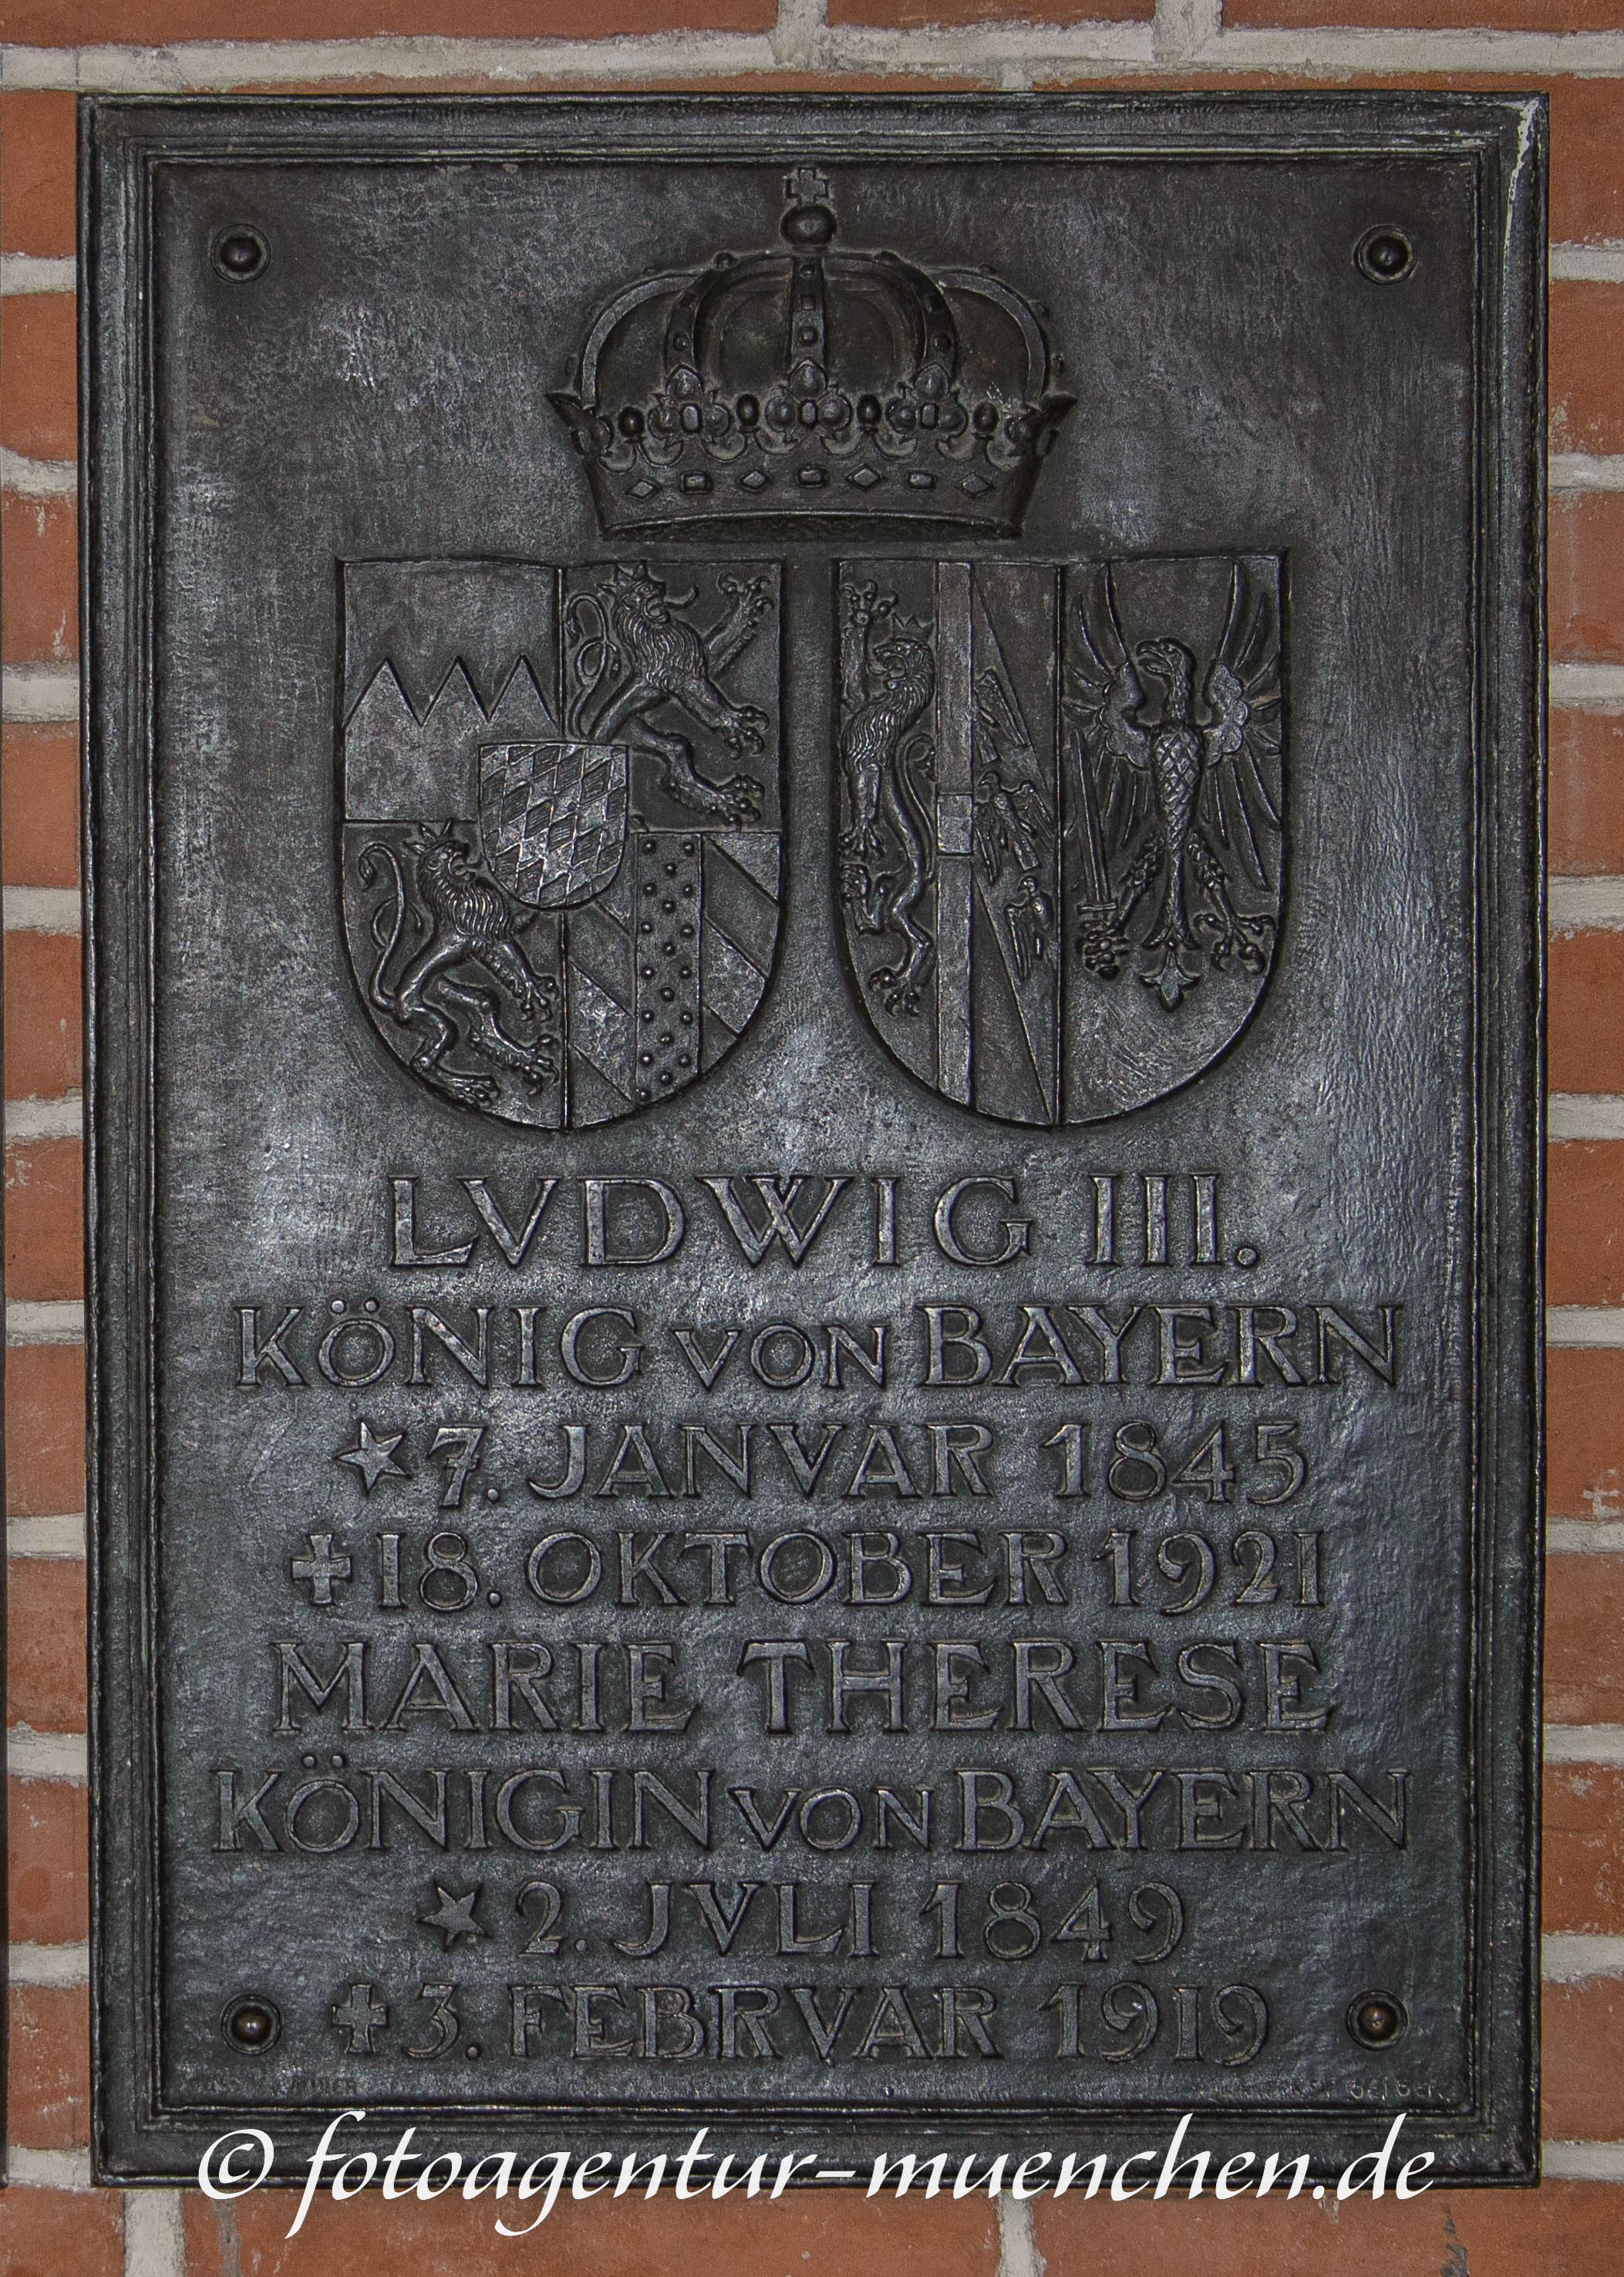 LVDWIG III.
KÖNIG VON BAYERN
★ 7. JANVAR 1845
✝ 18. OKTOBER 1921
MARIE THERESE
KÖNIGIN VON BAYERN
★ 2. JVLI 1849
✝ 3. FEBRVAR 1919
© fotoagentur-muenchen.de